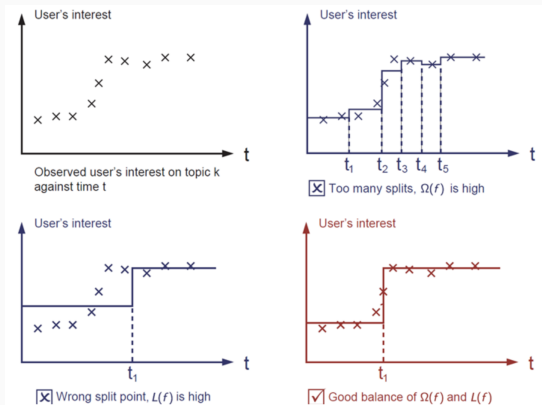 User's interest
t
Observed user's interest on topic k
against time t
User's interest
t
t₁ t₂ t₃ t₄ t₅
Too many splits, Ω(f) is high
User's interest
t
t₁
Wrong split point, L(f) is high
User's interest
t
t₁
Good balance of Ω(f) and L(f)